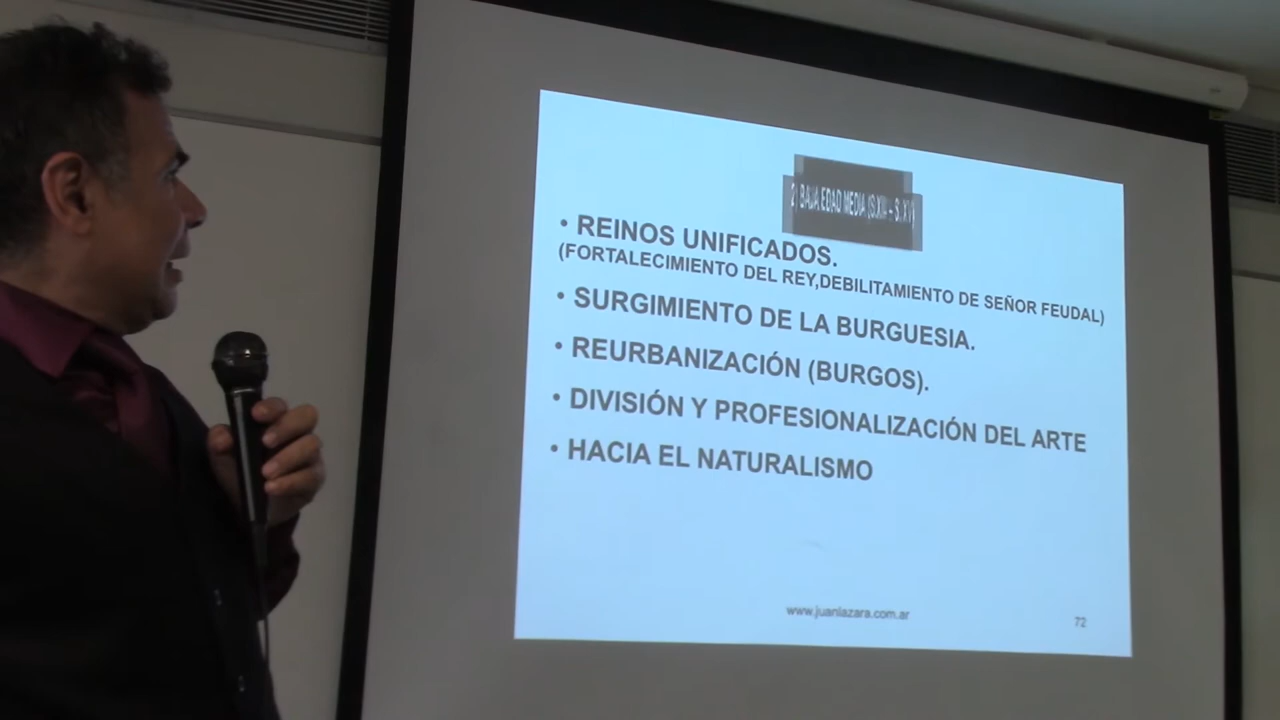 2) BAJA EDAD MEDIA (S.XII – S.XV)
• REINOS UNIFICADOS.
(FORTALECIMIENTO DEL REY,DEBILITAMIENTO DE SEÑOR FEUDAL)
• SURGIMIENTO DE LA BURGUESIA.
• REURBANIZACIÓN (BURGOS).
• DIVISIÓN Y PROFESIONALIZACIÓN DEL ARTE
• HACIA EL NATURALISMO
www.juanlazara.com.ar
72